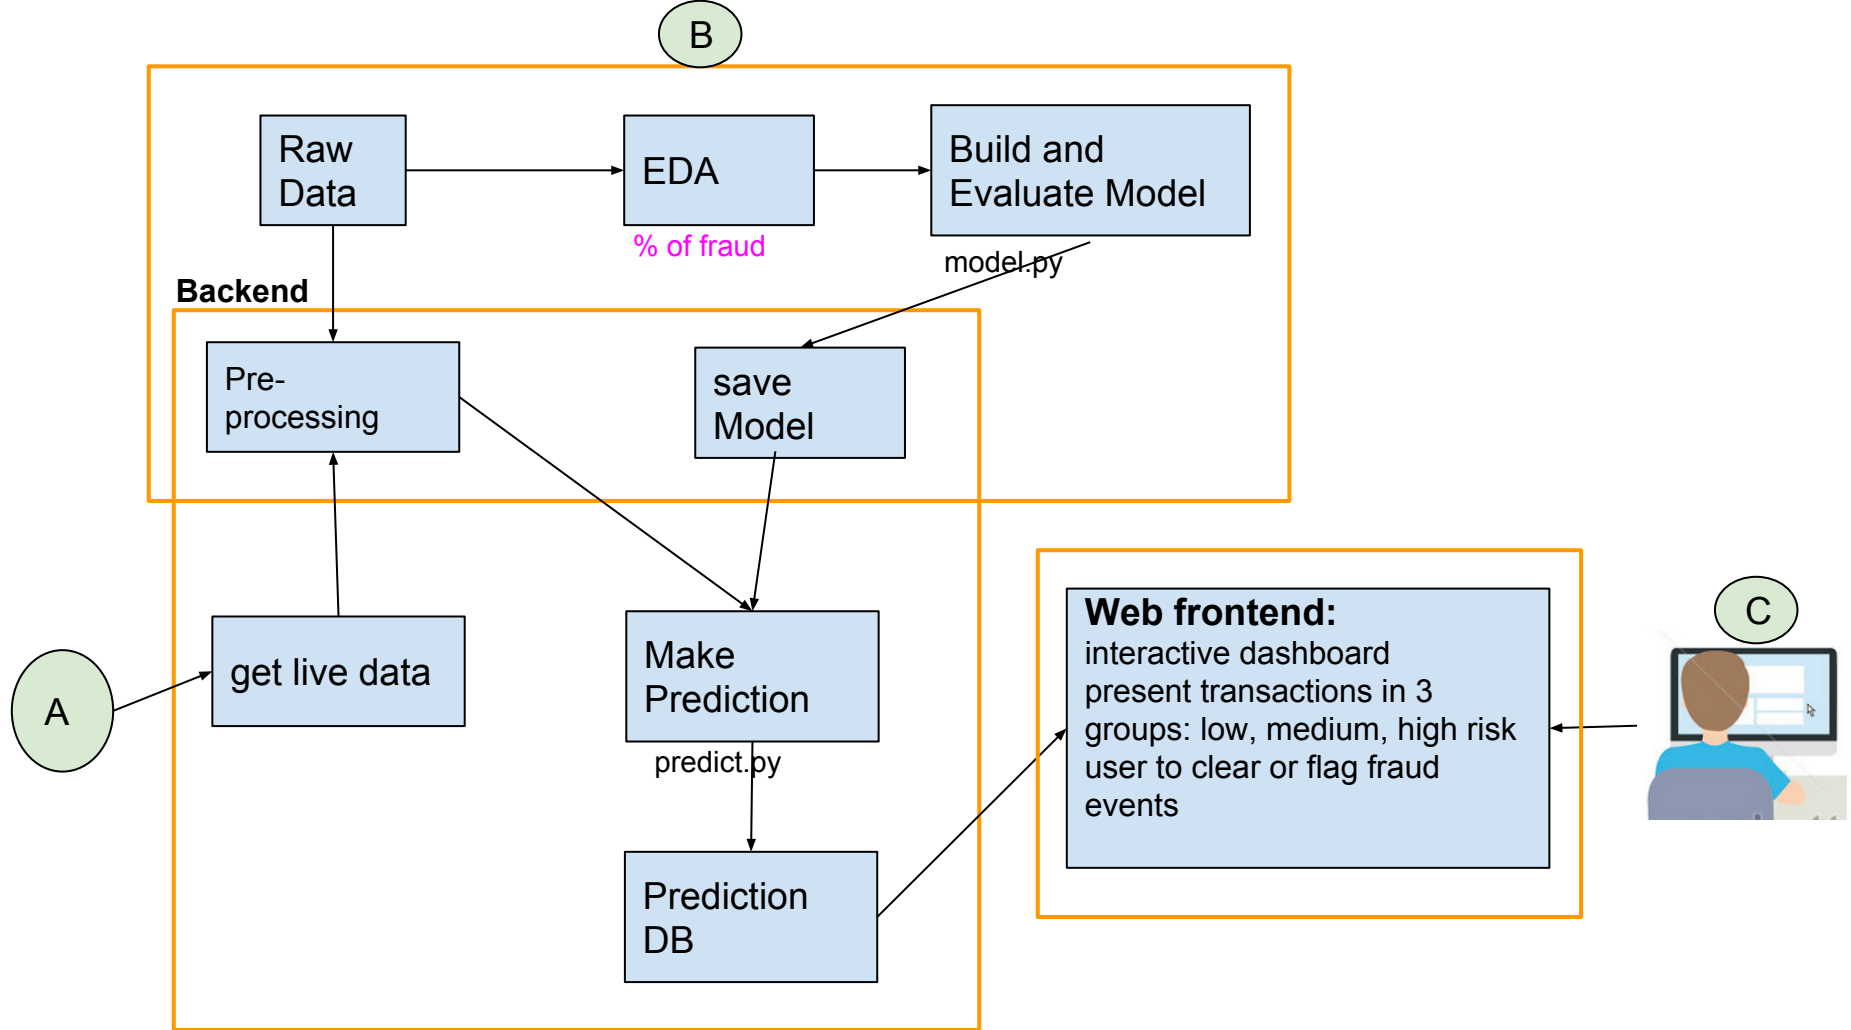 B
Raw
Data
EDA
Build and
Evaluate Model
% of fraud
model.py
Backend
Pre-
processing
save
Model
get live data
A
Make
Prediction
predict.py
Prediction
DB
Web frontend:
interactive dashboard
present transactions in 3
groups: low, medium, high risk
user to clear or flag fraud
events
C